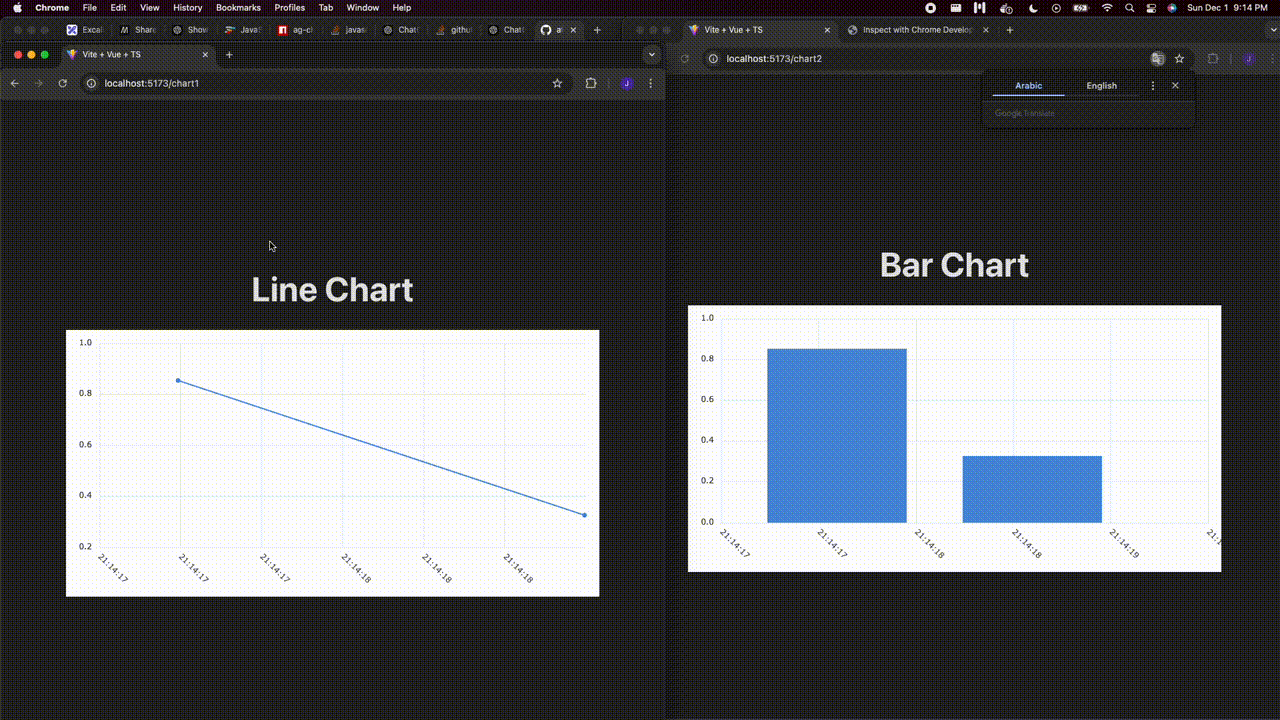 Chrome File Edit View History Bookmarks Profiles Tab Window Help
Sun Dec 1 9:14 PM
Excal Share Show Java ag-cl javas Chat githu Chat
Vite + Vue + TS
Inspect with Chrome Develop
Vite + Vue + TS
localhost:5173/chart2
localhost:5173/chart1
J
J
Arabic English
Google Translate
Line Chart
1.0
0.8
0.6
0.4
0.2
21:14:17 21:14:17 21:14:17 21:14:18 21:14:18 21:14:18
Bar Chart
1.0
0.8
0.6
0.4
0.2
0.0
21:14:17 21:14:17 21:14:18 21:14:18 21:14:19